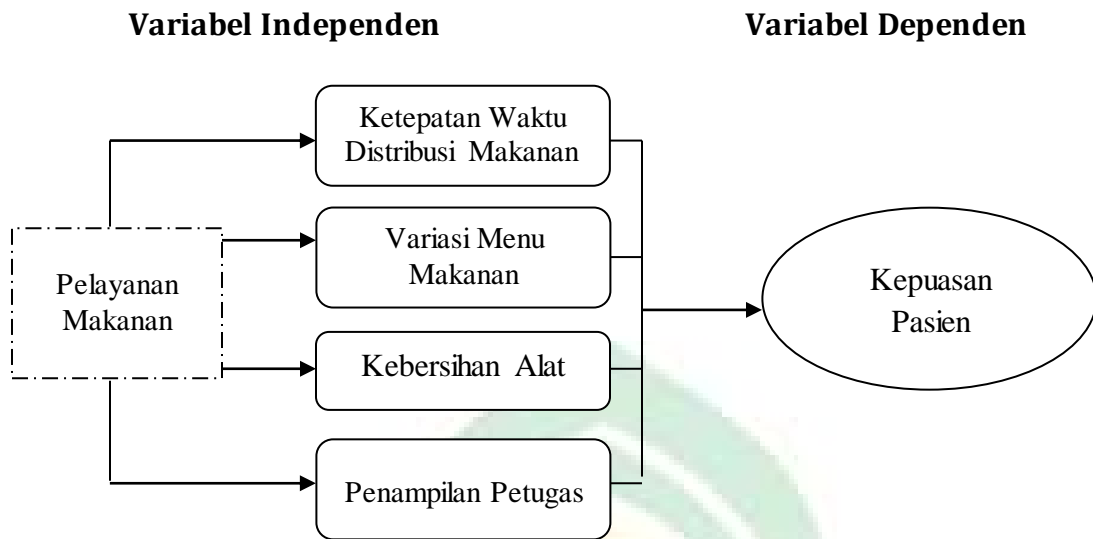 Variabel Independen
Variabel Dependen
Ketepatan Waktu
Distribusi Makanan
Variasi Menu
Makanan
Pelayanan
Makanan
Kebersihan Alat
Penampilan Petugas
Kepuasan
Pasien